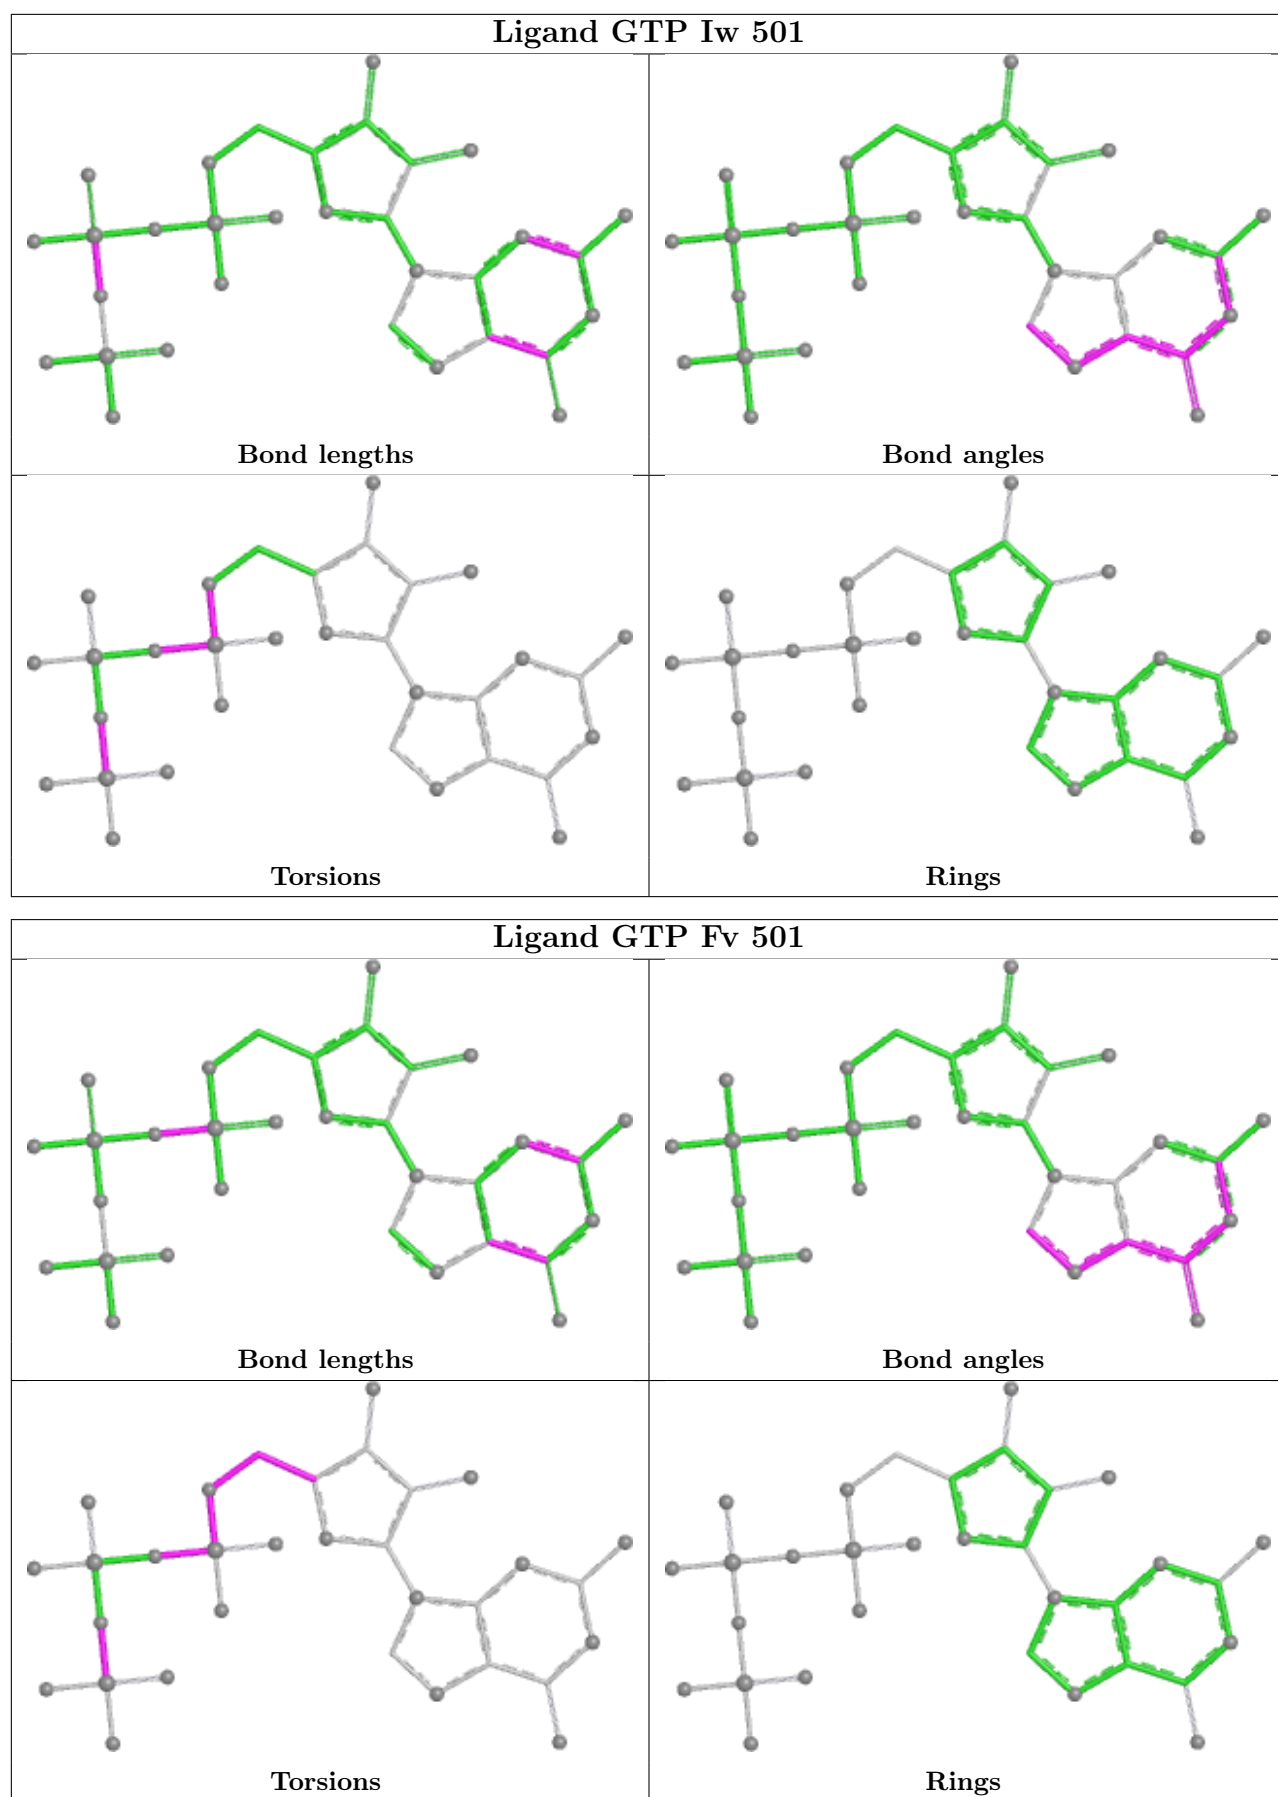 Ligand GTP Iw 501
Bond lengths
Bond angles
Torsions
Rings
Ligand GTP Fv 501
Bond lengths
Bond angles
Torsions
Rings